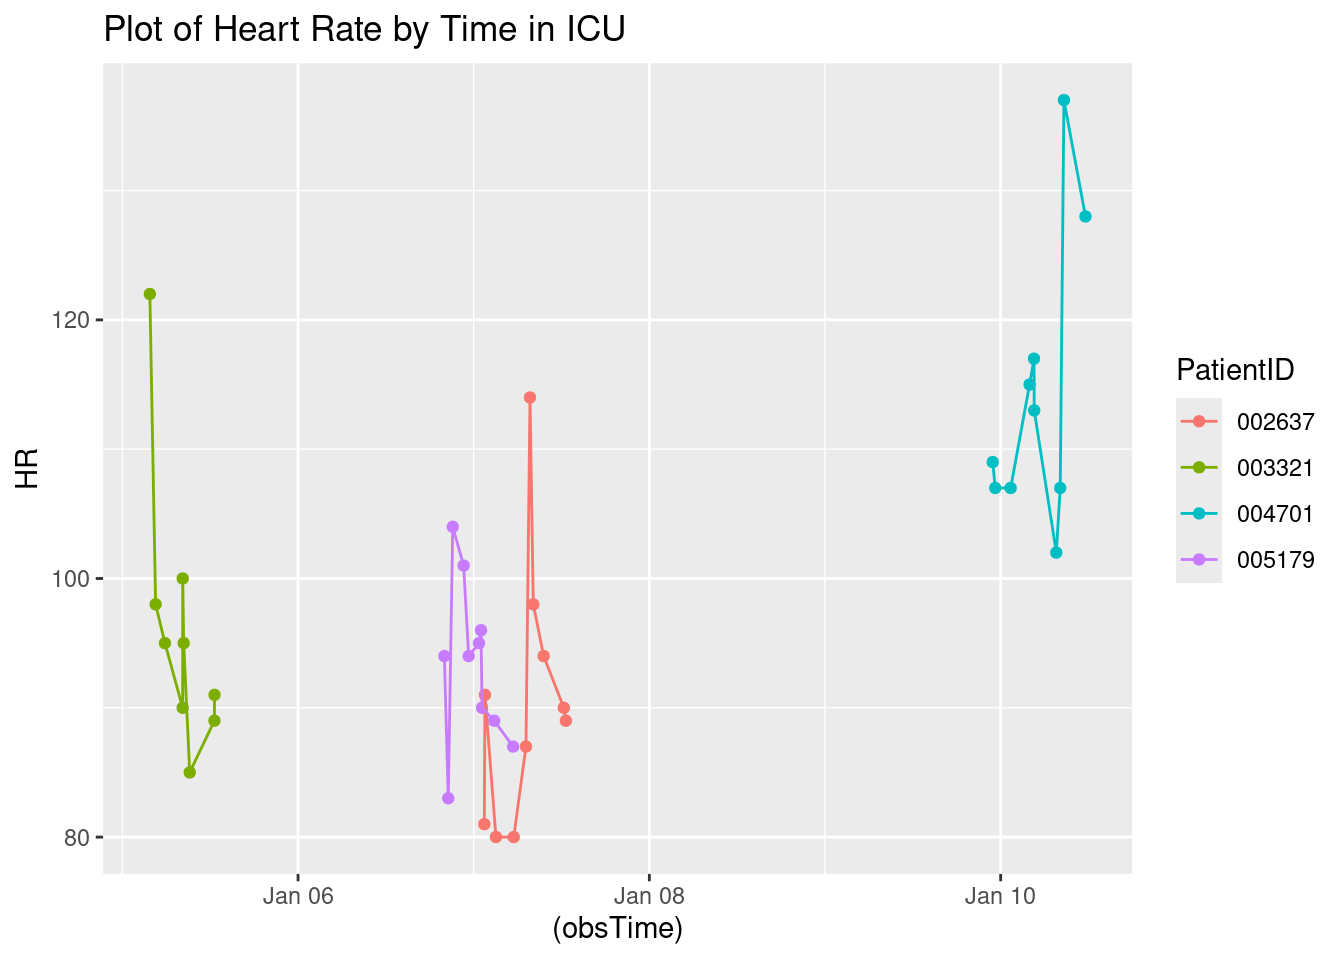 Plot of Heart Rate by Time in ICU
HR
120
100
80
Jan 06
Jan 08
Jan 10
(obsTime)
PatientID
002637
003321
004701
005179